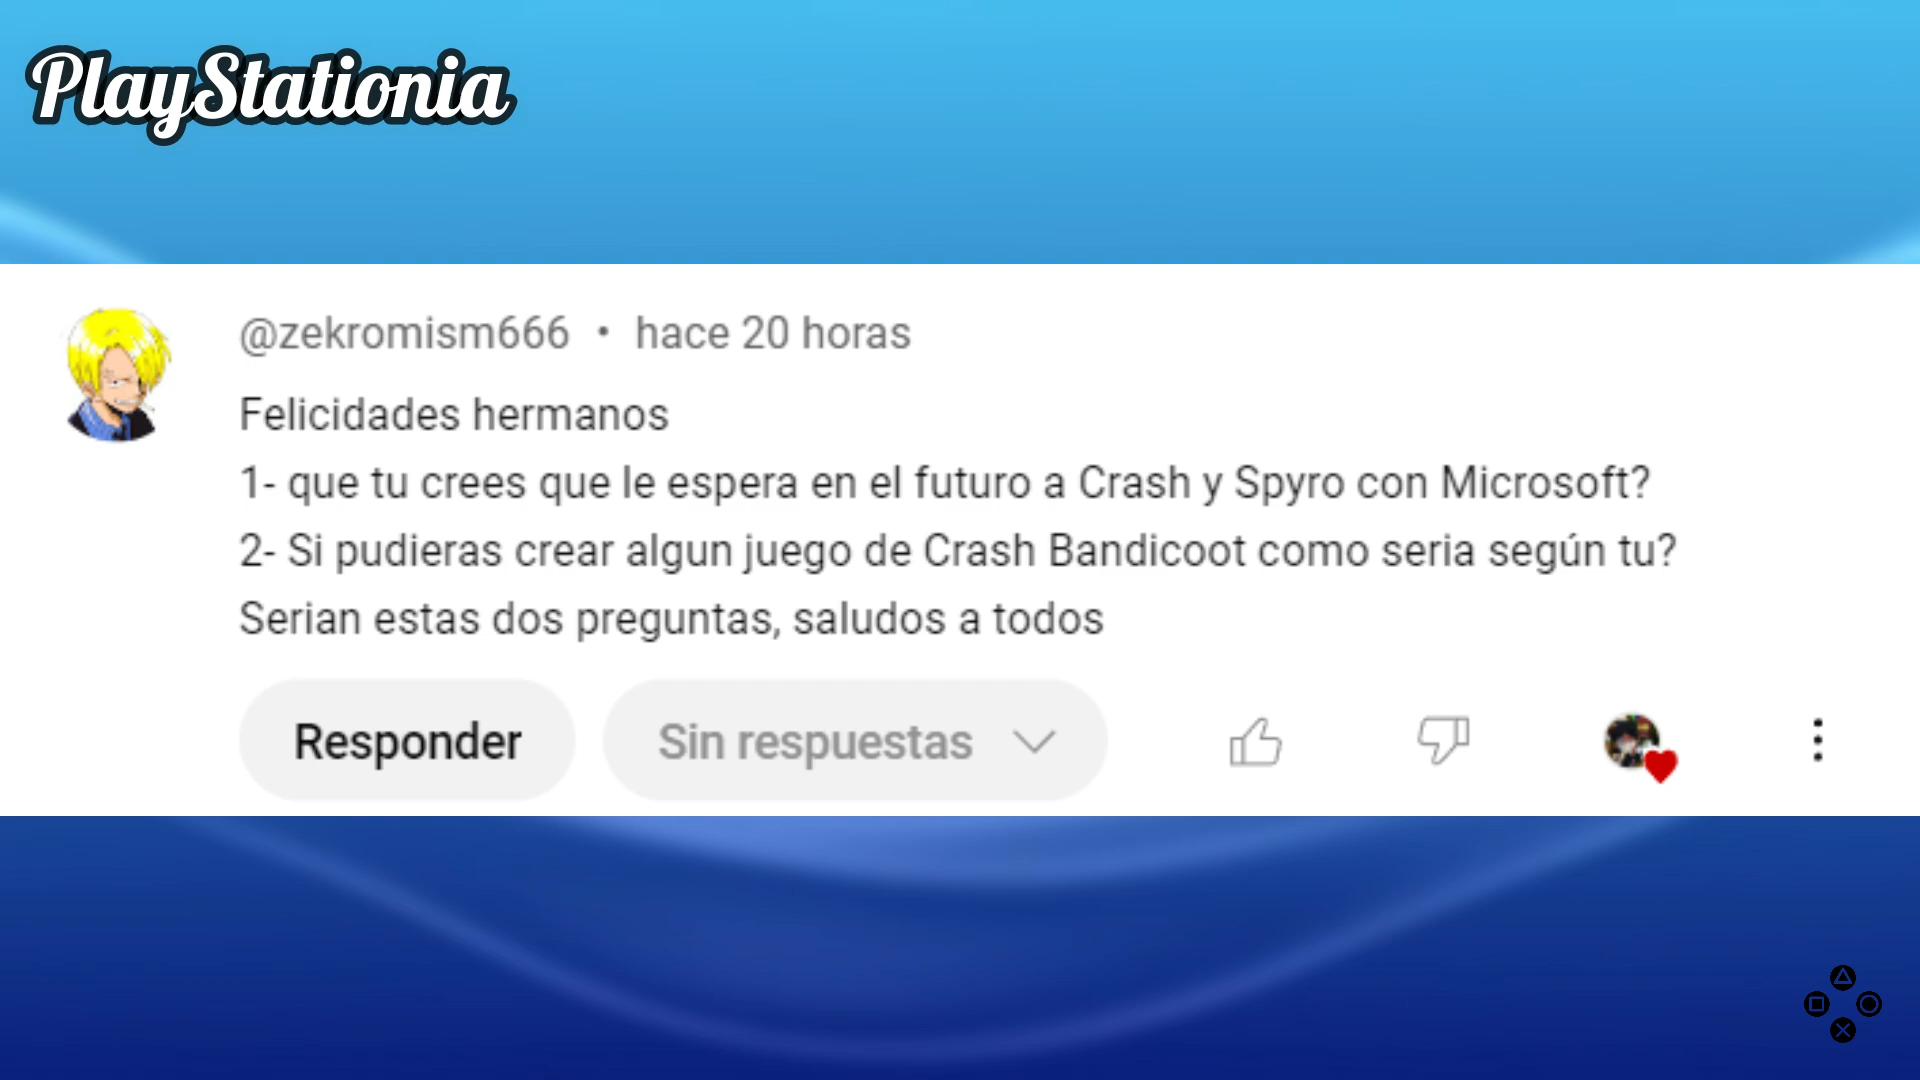 PlayStationia
@zekromism666 • hace 20 horas
Felicidades hermanos
1- que tu crees que le espera en el futuro a Crash y Spyro con Microsoft?
2- Si pudieras crear algun juego de Crash Bandicoot como seria según tu?
Serian estas dos preguntas, saludos a todos
Responder
Sin respuestas